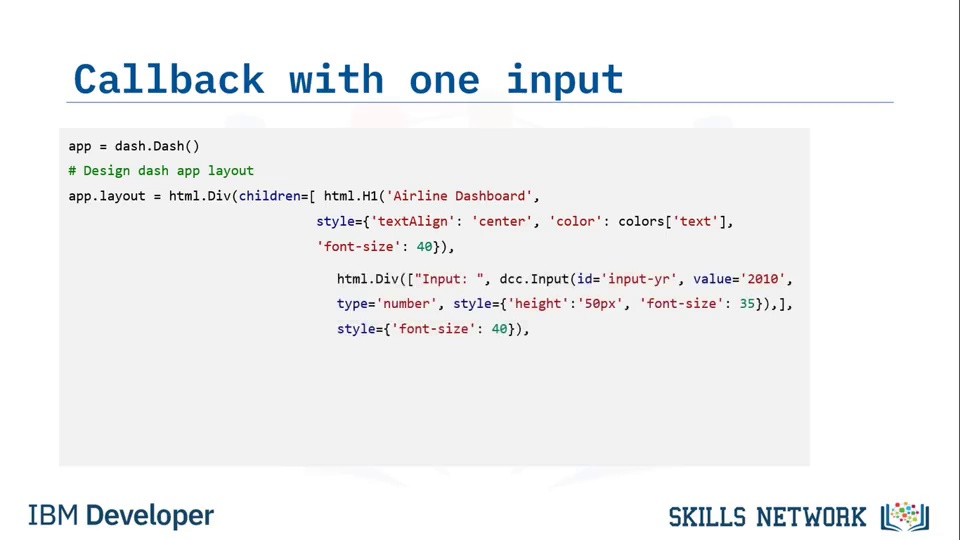 Callback with one input
app = dash.Dash()
# Design dash app layout
app.layout = html.Div(children=[ html.H1('Airline Dashboard',
style={'textAlign': 'center', 'color': colors['text'],
'font-size': 40}),
html.Div(["Input: ", dcc.Input(id='input-yr', value='2010',
type='number', style={'height':'50px', 'font-size': 35}),],
style={'font-size': 40}),
IBM Developer
SKILLS NETWORK